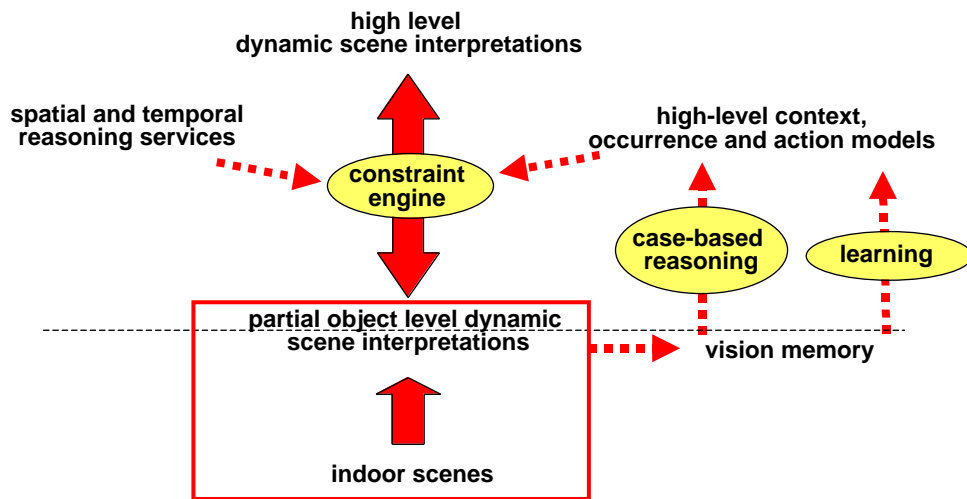 high level
dynamic scene interpretations
spatial and temporal
reasoning services
high-level context,
occurrence and action models
constraint
engine
case-based
reasoning
learning
partial object level dynamic
scene interpretations
vision memory
indoor scenes